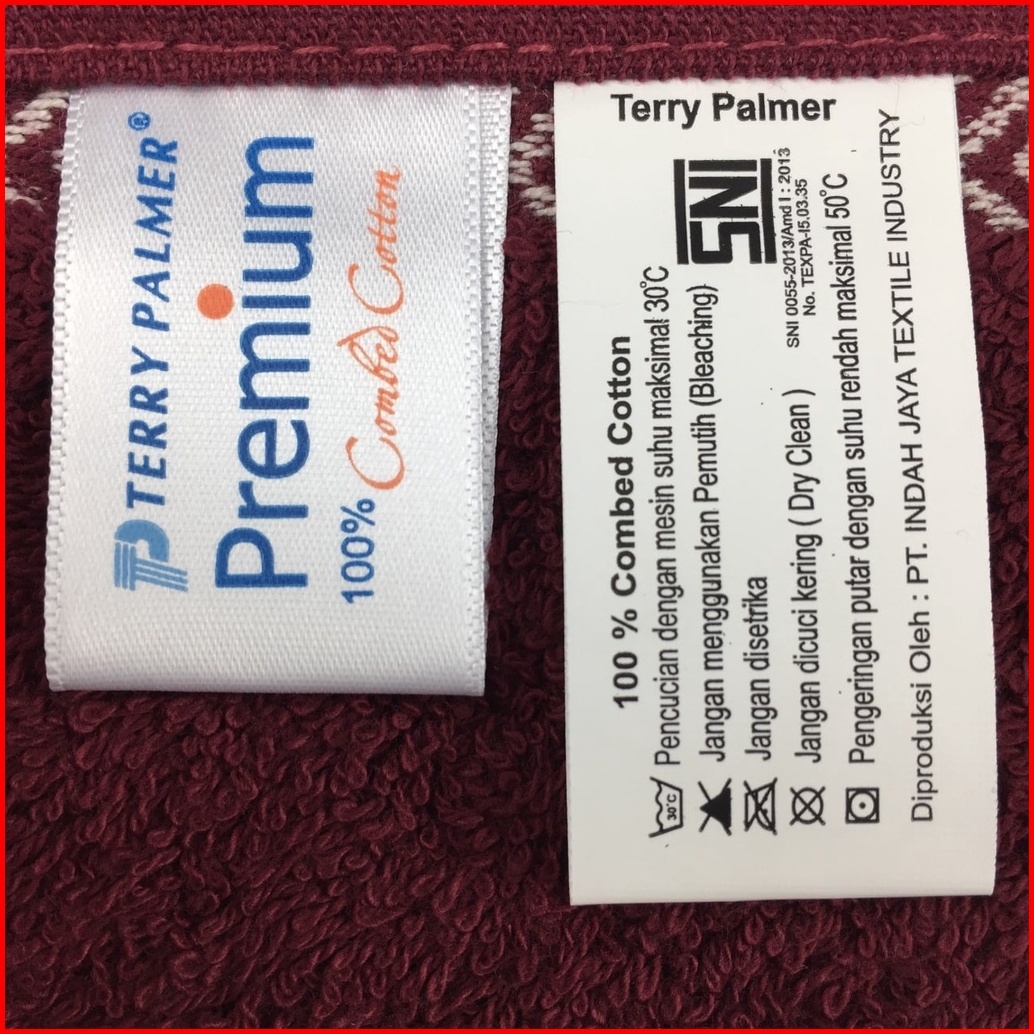 TP TERRY PALMER®
Premium
100% Combed Cotton
Terry Palmer
SNI
SNI 0055-2013/Amd I : 2013
No. TEXPA-I5.03.35
100 % Combed Cotton
30°C Pencucian dengan mesin suhu maksimal 30°C
Jangan menggunakan Pemutih (Bleaching)
Jangan disetrika
Jangan dicuci kering ( Dry Clean )
Pengeringan putar dengan suhu rendah maksimal 50°C
Diproduksi Oleh : PT. INDAH JAYA TEXTILE INDUSTRY